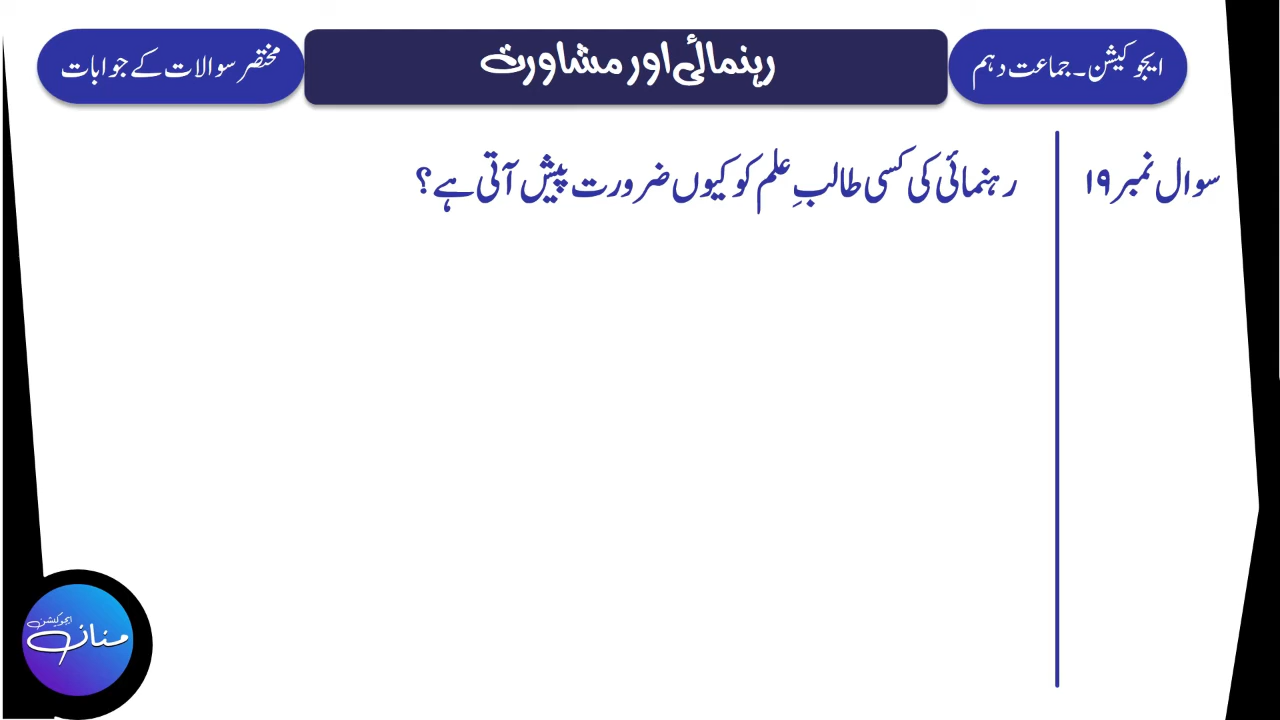 ایجوکیشن۔ جماعت دہم
رہنمائی اور مشاورت
مختصر سوالات کے جوابات
سوال نمبر ۱۹
رہنمائی کی کسی طالبِ علم کو کیوں ضرورت پیش آتی ہے؟
ایجوکیشن
منان